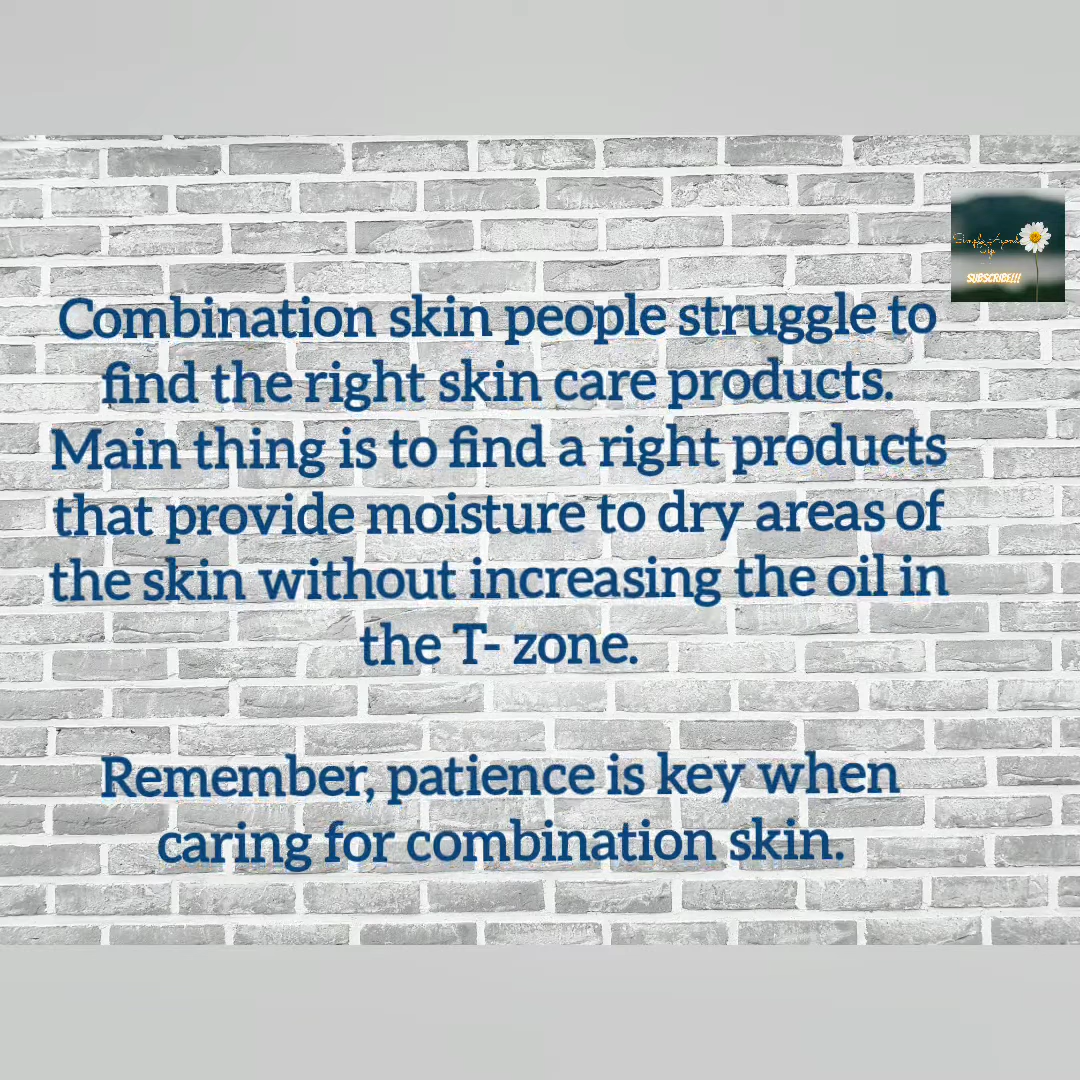 SUBSCRIBE!!!
Combination skin people struggle to
find the right skin care products.
Main thing is to find a right products
that provide moisture to dry areas of
the skin without increasing the oil in
the T- zone.
Remember, patience is key when
caring for combination skin.